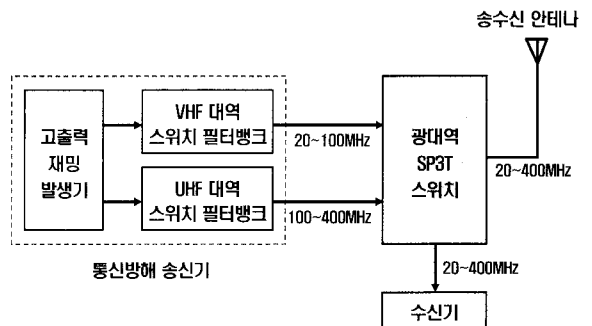 송수신 안테나
고출력
재밍
발생기
VHF 대역
스위치 필터뱅크
20~100MHz
UHF 대역
스위치 필터뱅크
100~400MHz
광대역
SP3T
스위치
20~400MHz
통신방해 송신기
20~400MHz
수신기